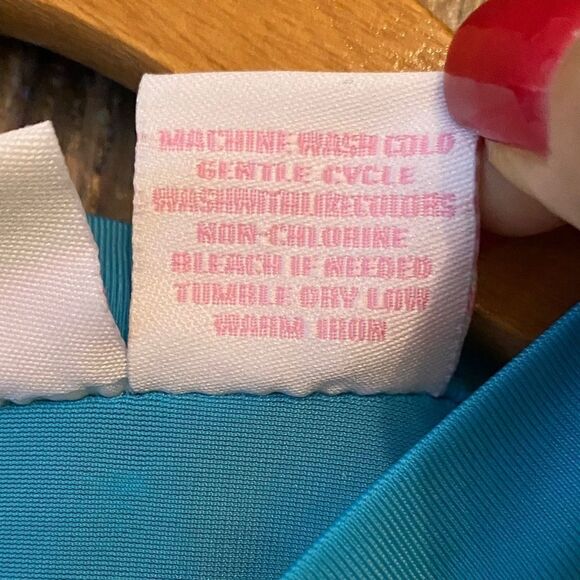 MACHINE WASH COLD
GENTLE CYCLE
WASH WITH LIKE COLORS
NON-CHLORINE
BLEACH IF NEEDED
TUMBLE DRY LOW
WARM IRON